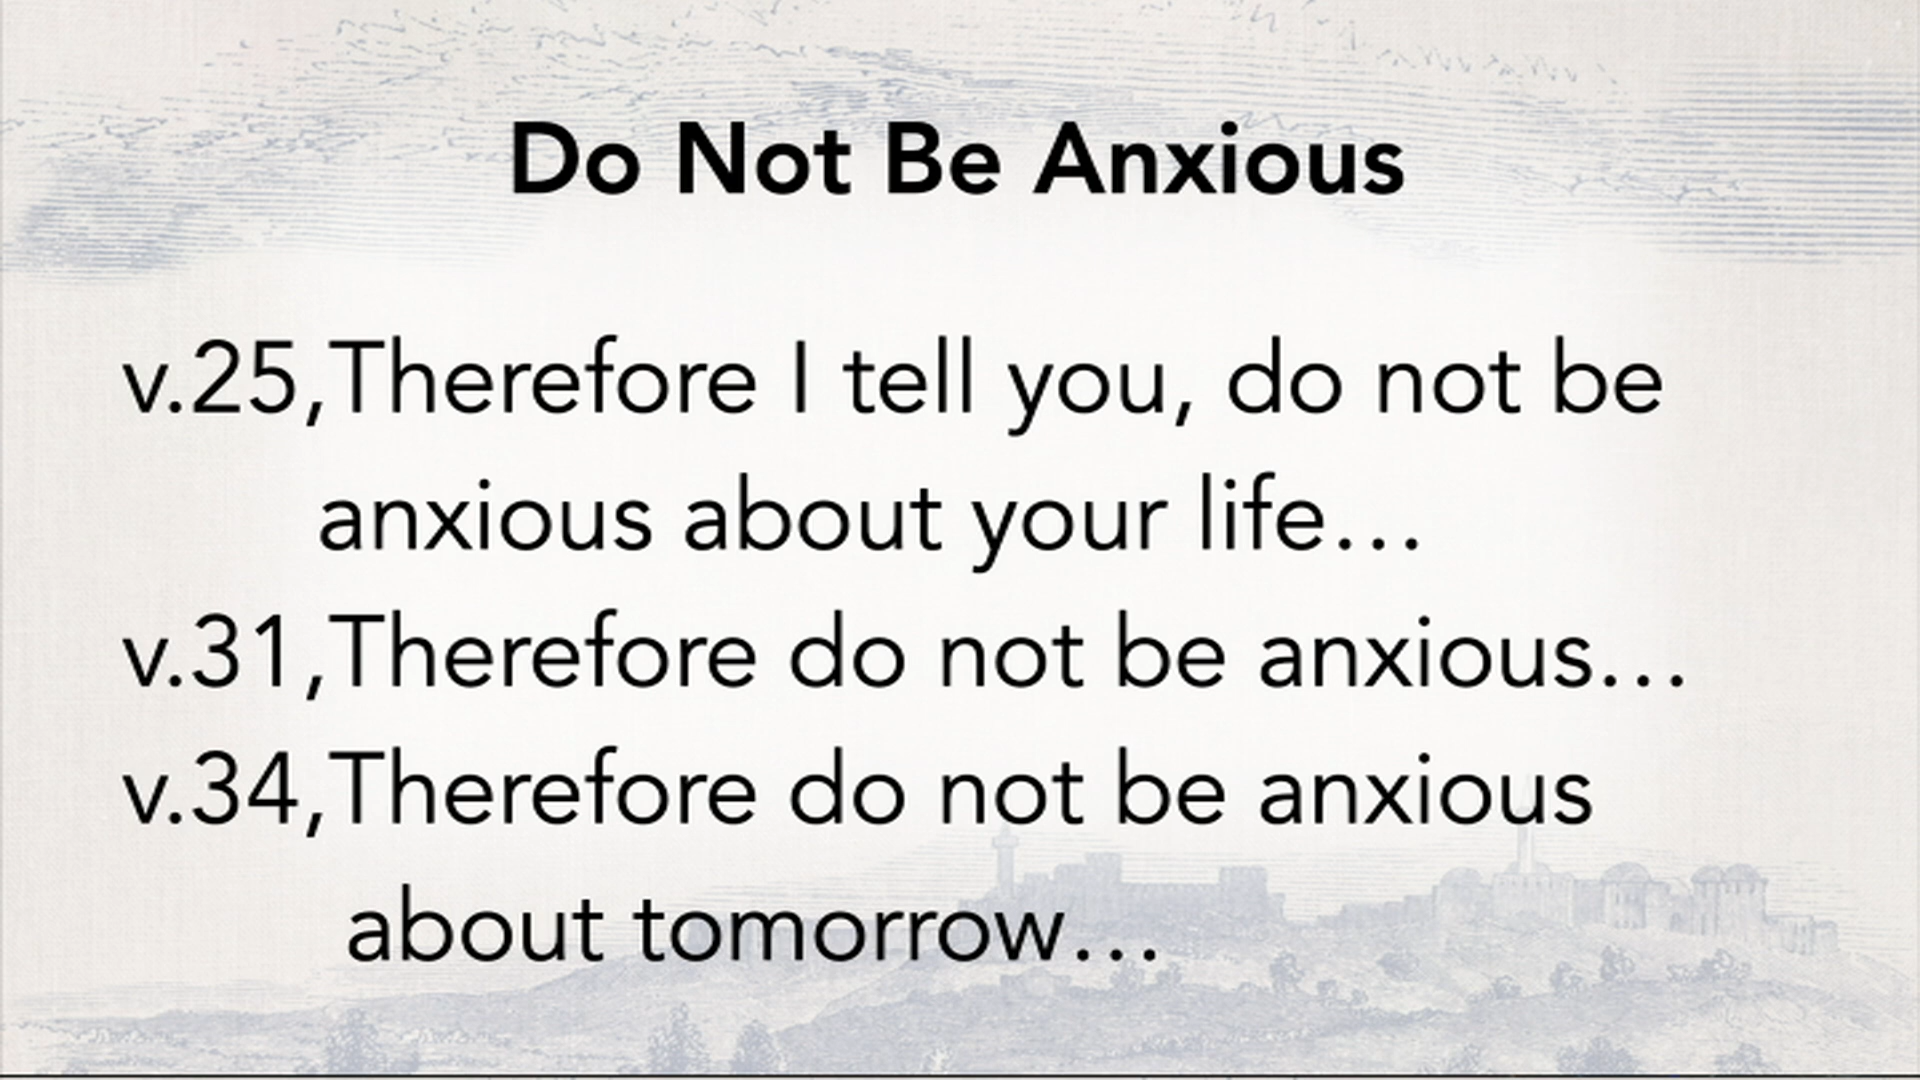 Do Not Be Anxious
v.25,Therefore I tell you, do not be
anxious about your life…
v.31,Therefore do not be anxious…
v.34,Therefore do not be anxious
about tomorrow…